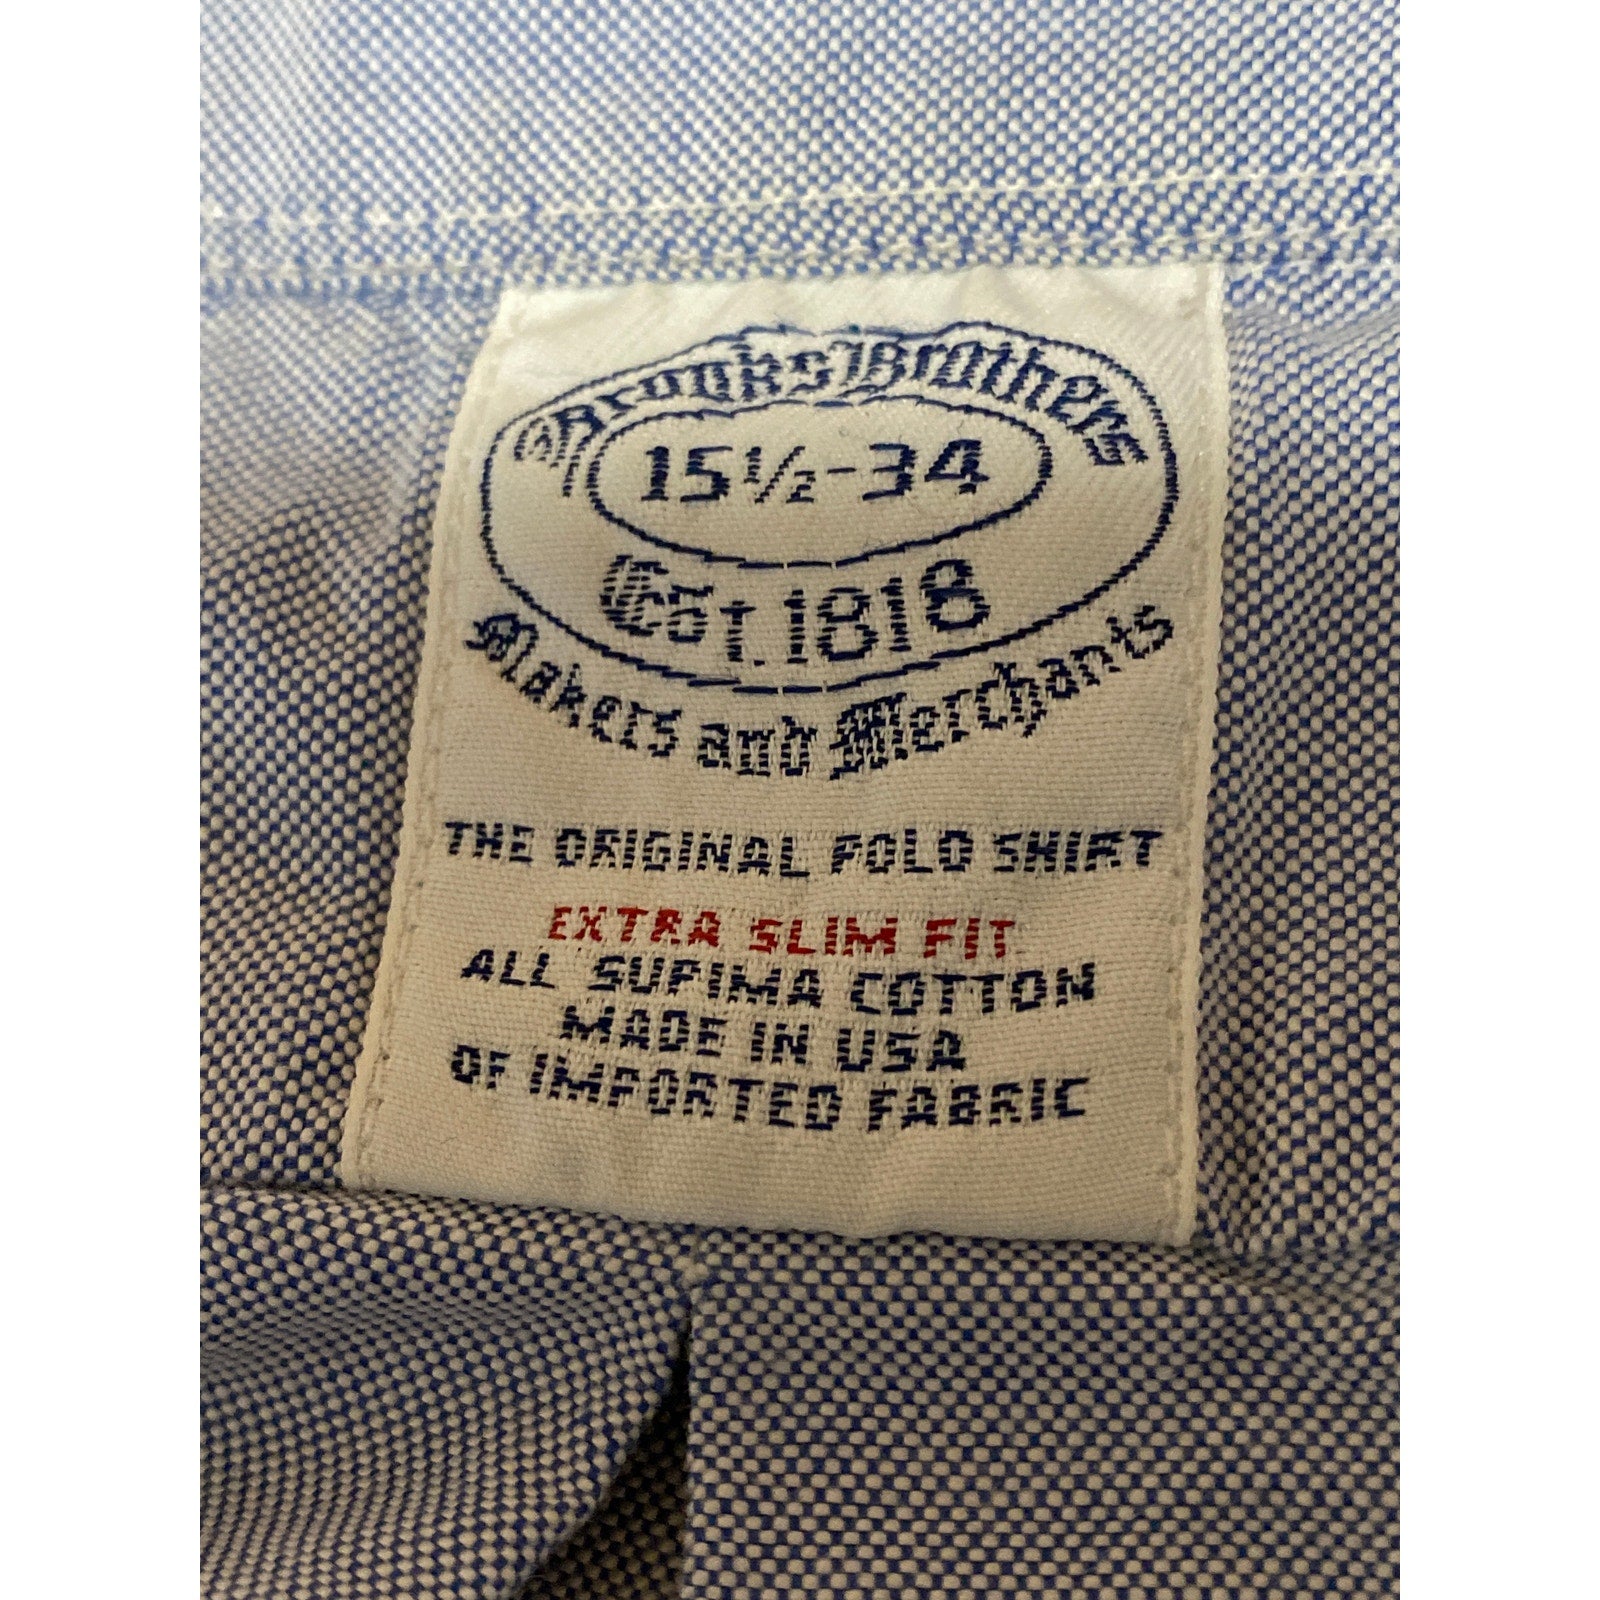 Brooks Brothers
15½-34
Est. 1818
Makers and Merchants
THE ORIGINAL POLO SHIRT
EXTRA SLIM FIT
ALL SUPIMA COTTON
MADE IN USA
OF IMPORTED FABRIC